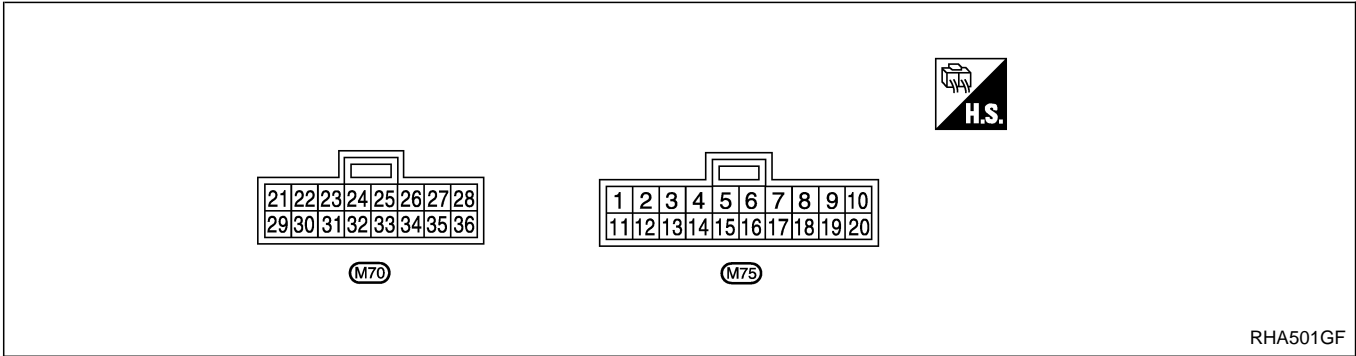 H.S.
21 22 23 24 25 26 27 28
29 30 31 32 33 34 35 36
M70
1 2 3 4 5 6 7 8 9 10
11 12 13 14 15 16 17 18 19 20
M75
RHA501GF